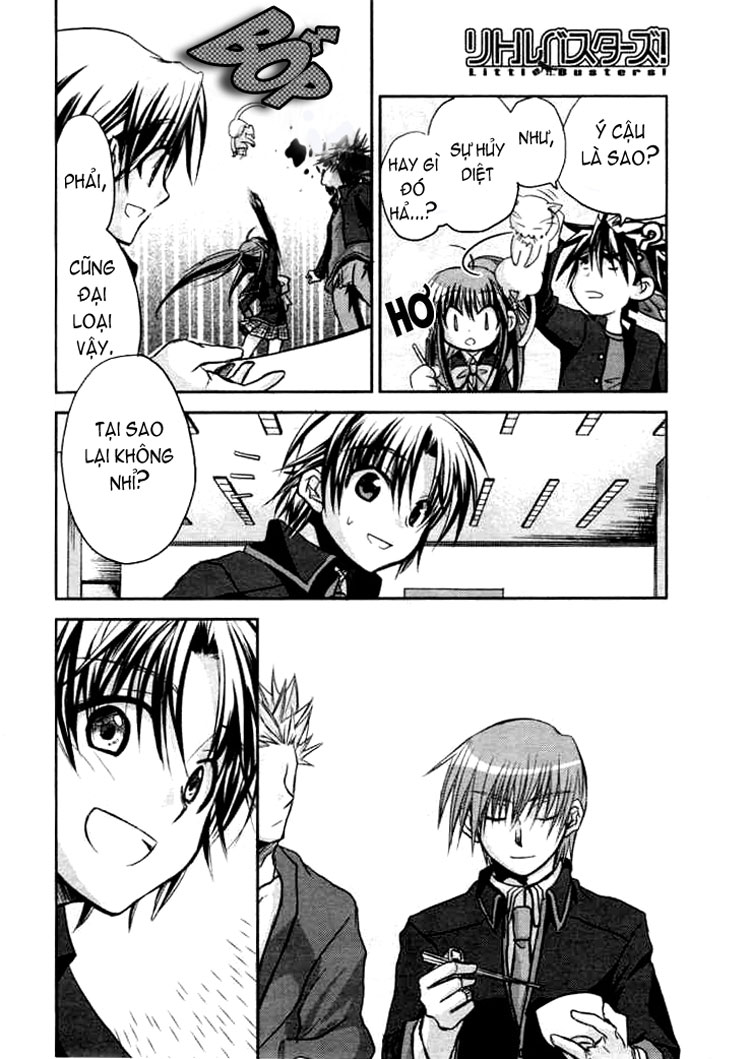 リトルバスターズ!
Little Busters!
Ý CẬU
LÀ SAO?
NHƯ,
SỰ HỦY
DIỆT
HAY GÌ
ĐÓ
HẢ...?
HƠ
PHẢI,
CŨNG
ĐẠI
LOẠI
VẬY.
TẠI SAO
LẠI KHÔNG
NHỈ?